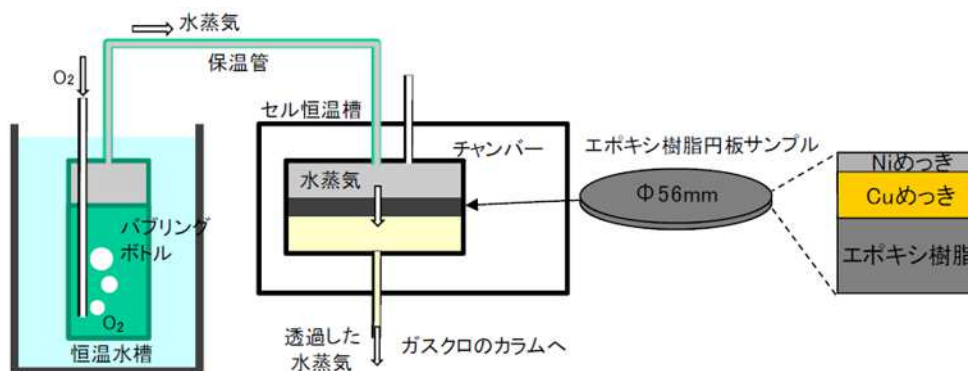 水蒸気
保温管
O₂
セル恒温槽
チャンバー
水蒸気
エポキシ樹脂円板サンプル
Φ56mm
Niめっき
Cuめっき
エポキシ樹脂
バブリング
ボトル
O₂
恒温水槽
透過した
水蒸気
ガスクロのカラムへ